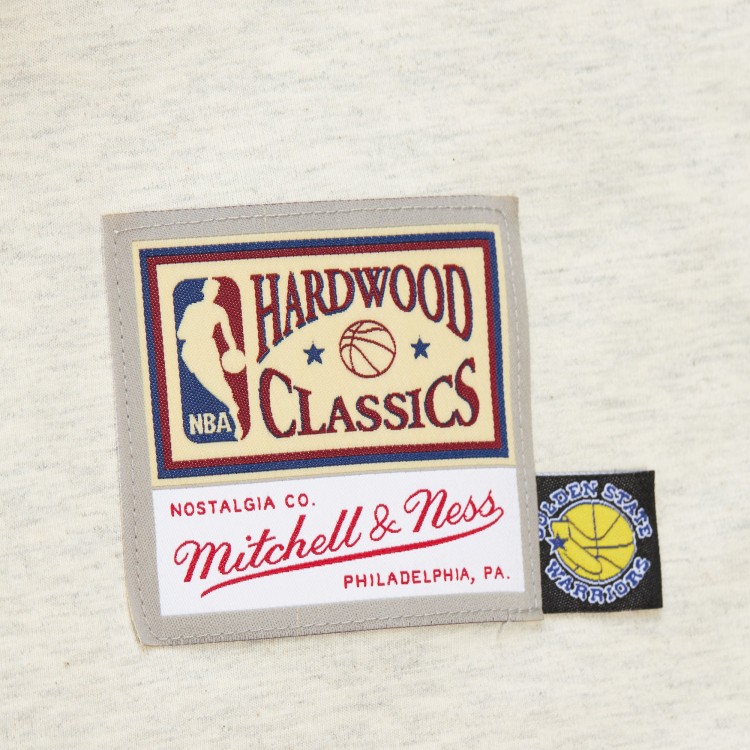 HARDWOOD
CLASSICS
NBA
NOSTALGIA CO.
Mitchell & Ness
PHILADELPHIA, PA.
GOLDEN STATE
WARRIORS